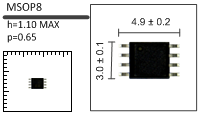 MSOP8
h=1.10 MAX
p=0.65
4.9 ± 0.2
3.0 ± 0.1